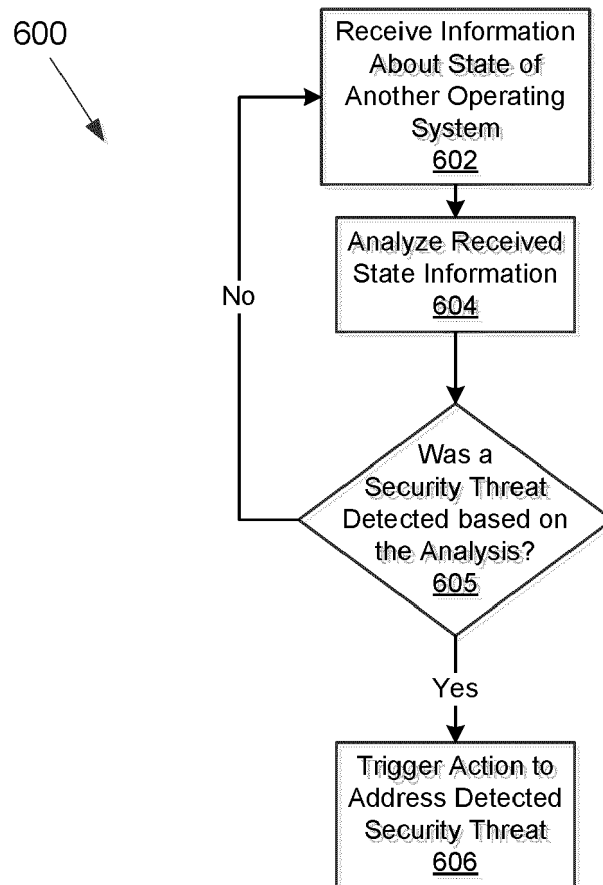 600
Receive Information
About State of
Another Operating
System
602
Analyze Received
State Information
604
No
Was a
Security Threat
Detected based on
the Analysis?
605
Yes
Trigger Action to
Address Detected
Security Threat
606